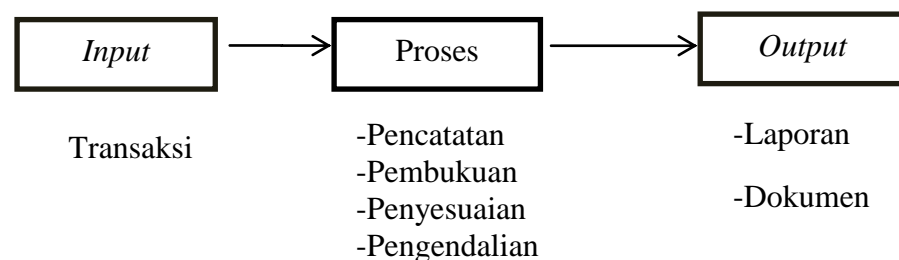 Input
Proses
Output
Transaksi
-Pencatatan
-Pembukuan
-Penyesuaian
-Pengendalian
-Laporan
-Dokumen